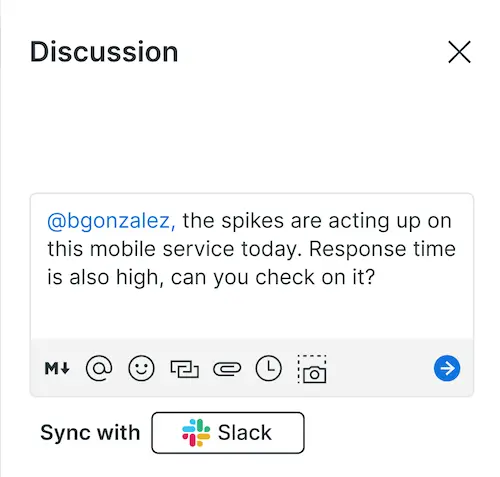 Discussion
@bgonzalez, the spikes are acting up on
this mobile service today. Response time
is also high, can you check on it?
M↓
Sync with Slack